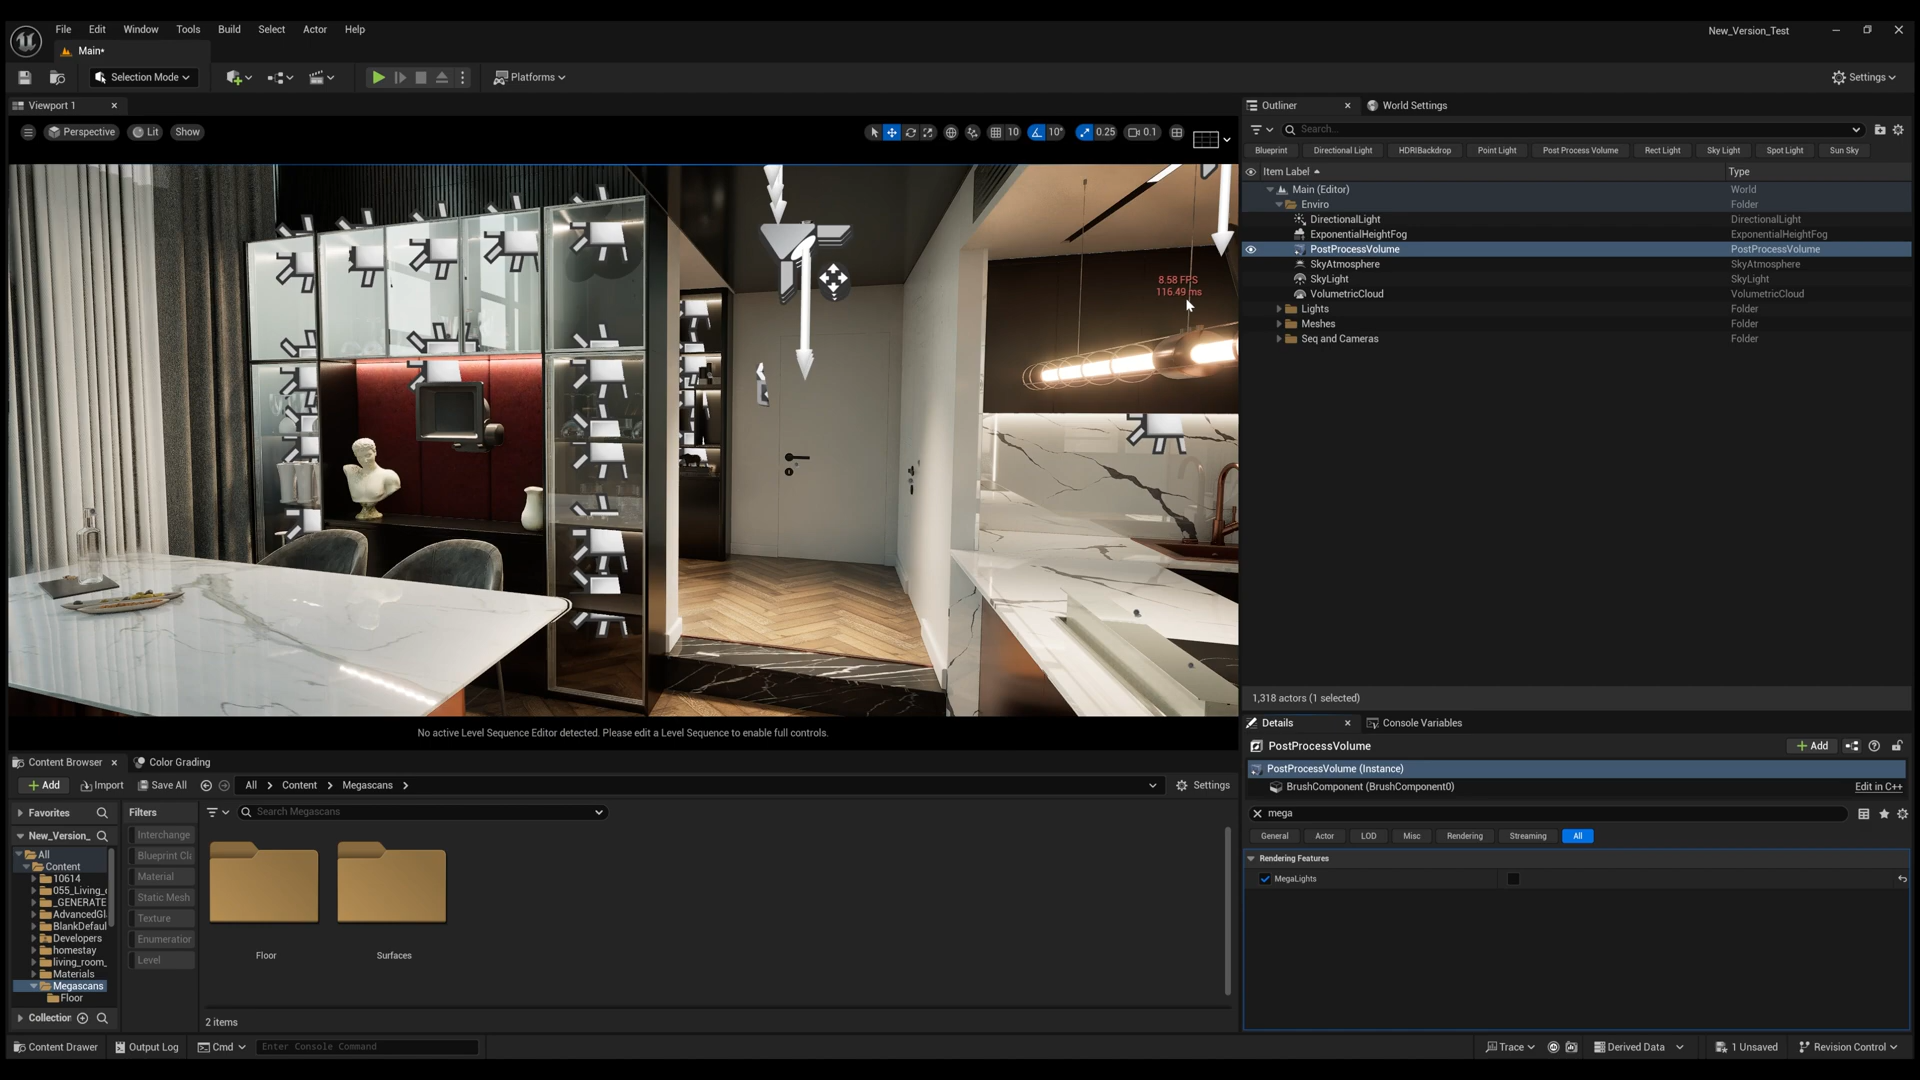 File Edit Window Tools Build Select Actor Help
New_Version_Test
Main*
Selection Mode
Platforms
Settings
Viewport 1
Perspective Lit Show
10 10° 0.25 0.1
8.58 FPS
116.49 ms
No active Level Sequence Editor detected. Please edit a Level Sequence to enable full controls.
Outliner World Settings
Search...
Blueprint Directional Light HDRIBackdrop Point Light Post Process Volume Rect Light Sky Light Spot Light Sun Sky
Item Label Type
Main (Editor) World
Enviro Folder
DirectionalLight DirectionalLight
ExponentialHeightFog ExponentialHeightFog
PostProcessVolume PostProcessVolume
SkyAtmosphere SkyAtmosphere
SkyLight SkyLight
VolumetricCloud VolumetricCloud
Lights Folder
Meshes Folder
Seq and Cameras Folder
1,318 actors (1 selected)
Details Console Variables
PostProcessVolume
Add
PostProcessVolume (Instance)
BrushComponent (BrushComponent0) Edit in C++
mega
General Actor LOD Misc Rendering Streaming All
Rendering Features
MegaLights
Content Browser Color Grading
Add Import Save All All Content Megascans Settings
Favorites
New_Version_
All
Content
10614
055_Living_
_GENERATE
AdvancedGl
BlankDefaul
Developers
homestay
living_room_
Materials
Megascans
Floor
Collection
Filters
Interchange
Blueprint Cla
Material
Static Mesh
Texture
Enumeration
Level
Search Megascans
Floor Surfaces
2 items
Content Drawer Output Log Cmd Enter Console Command
Trace Derived Data 1 Unsaved Revision Control